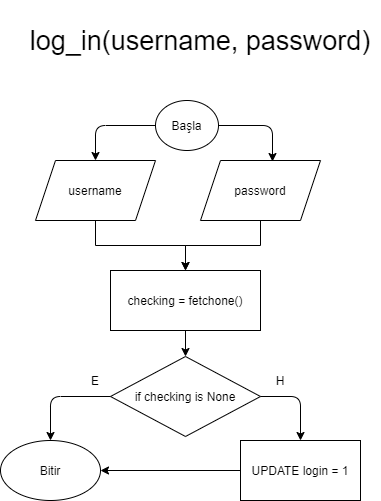 log_in(username, password)
Başla
username
password
checking = fetchone()
if checking is None
E
H
Bitir
UPDATE login = 1